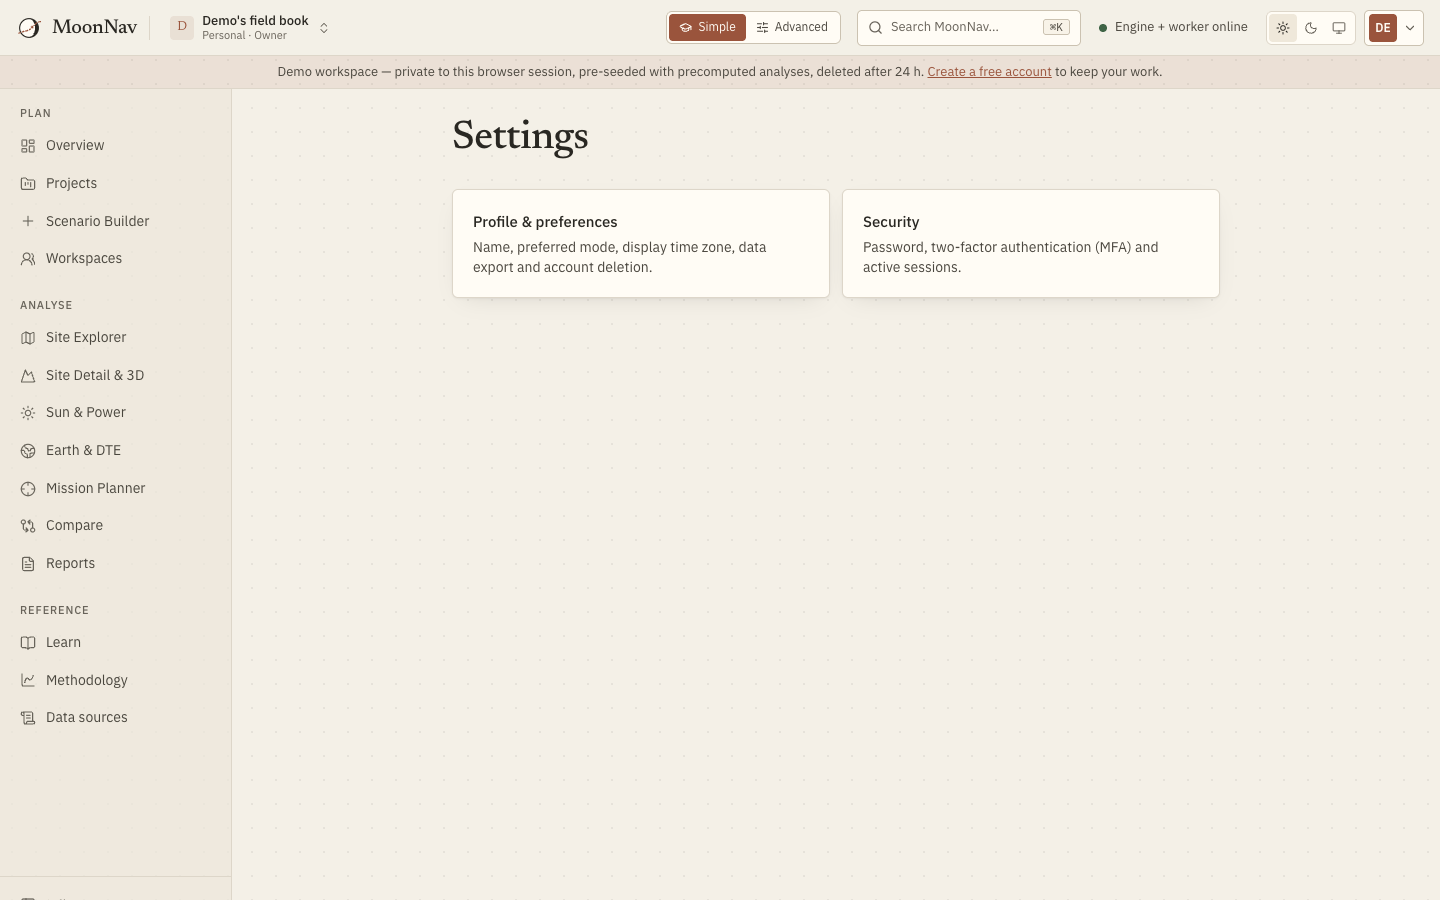 MoonNav
D
Demo's field book
Personal · Owner
Simple
Advanced
Search MoonNav...
⌘K
Engine + worker online
DE
Demo workspace — private to this browser session, pre-seeded with precomputed analyses, deleted after 24 h. Create a free account to keep your work.
PLAN
Overview
Projects
Scenario Builder
Workspaces
ANALYSE
Site Explorer
Site Detail & 3D
Sun & Power
Earth & DTE
Mission Planner
Compare
Reports
REFERENCE
Learn
Methodology
Data sources
Settings
Profile & preferences
Name, preferred mode, display time zone, data
export and account deletion.
Security
Password, two-factor authentication (MFA) and
active sessions.